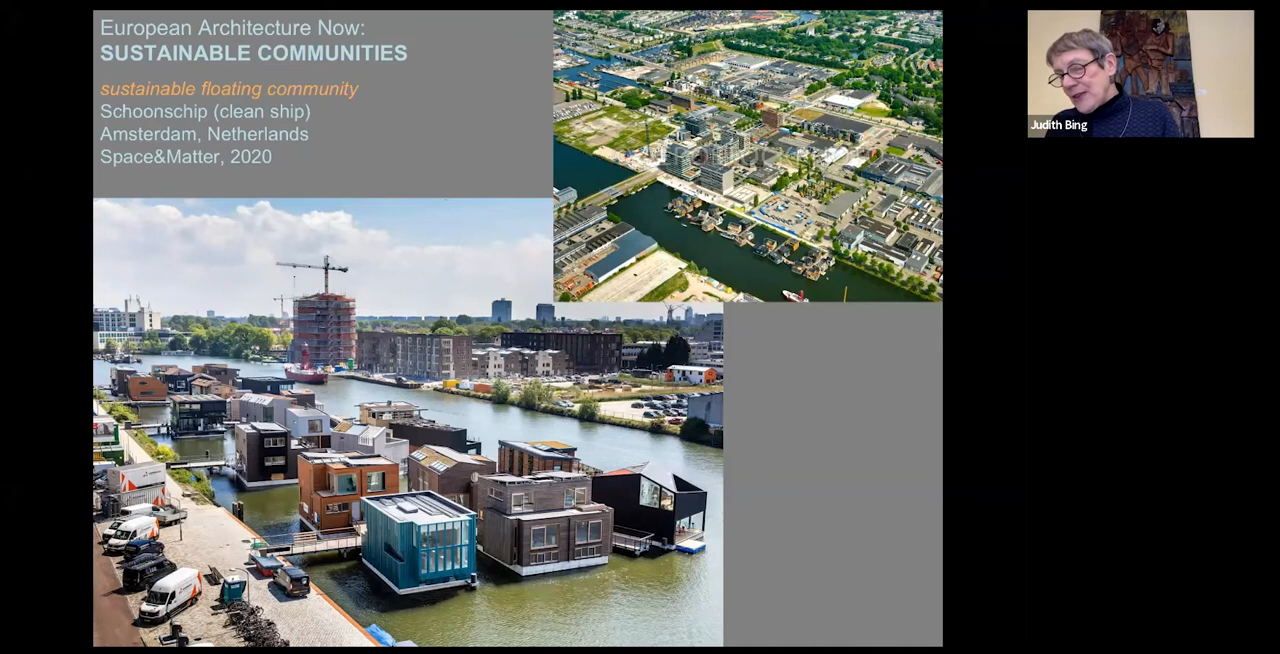 European Architecture Now:
SUSTAINABLE COMMUNITIES
sustainable floating community
Schoonschip (clean ship)
Amsterdam, Netherlands
Space&Matter, 2020
Judith Bing